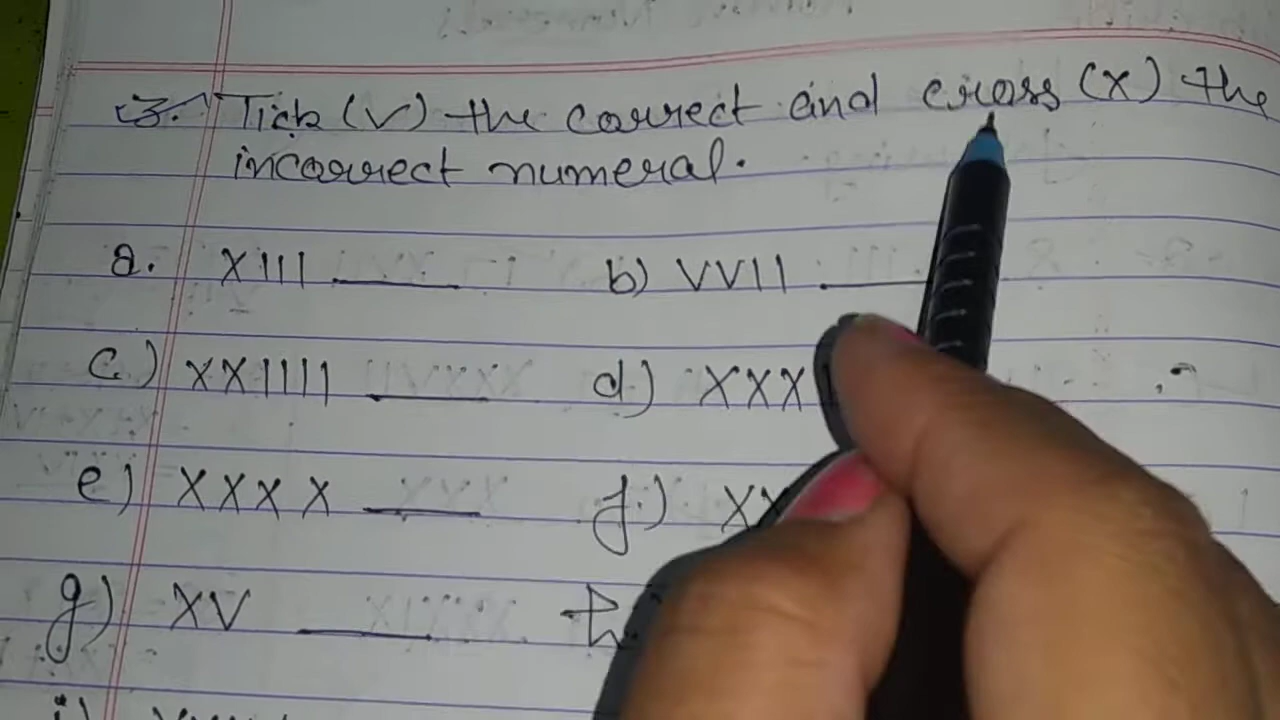 3. Tick (√) the correct and cross (X) the
incorrect numeral.
a. XIII ____ b) VVII ____
c.) XXIIII ____ d) XXX
e) XXXX ____ f.) XX
g) XV ____
i)